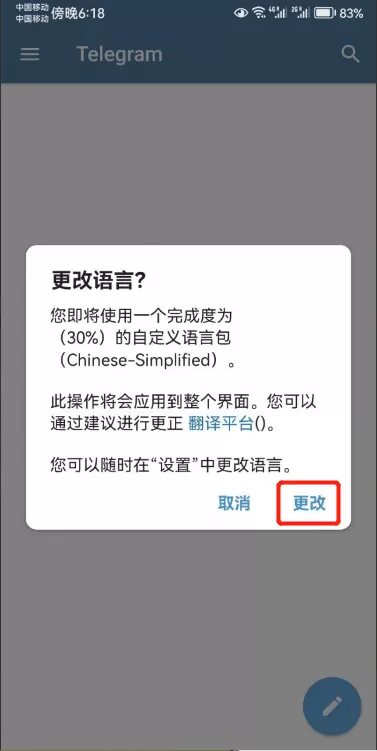 中国移动
中国移动 傍晚6:18 83%
Telegram
更改语言?
您即将使用一个完成度为
（30%）的自定义语言包
（Chinese-Simplified）。
此操作将会应用到整个界面。您可以
通过建议进行更正 翻译平台()。
您可以随时在“设置”中更改语言。
取消 更改